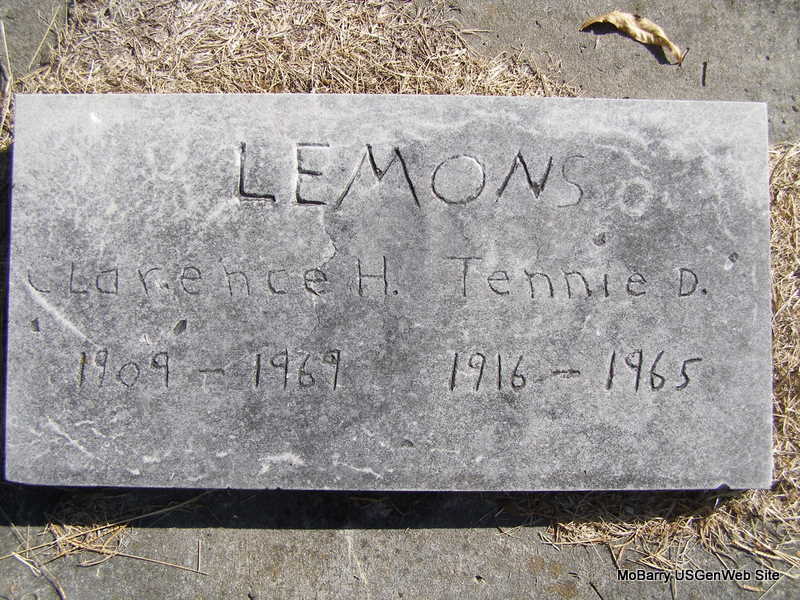 LEMONS
Clarence H. Tennie D.
1909 - 1969 1916 - 1965
MoBarry USGenWeb Site